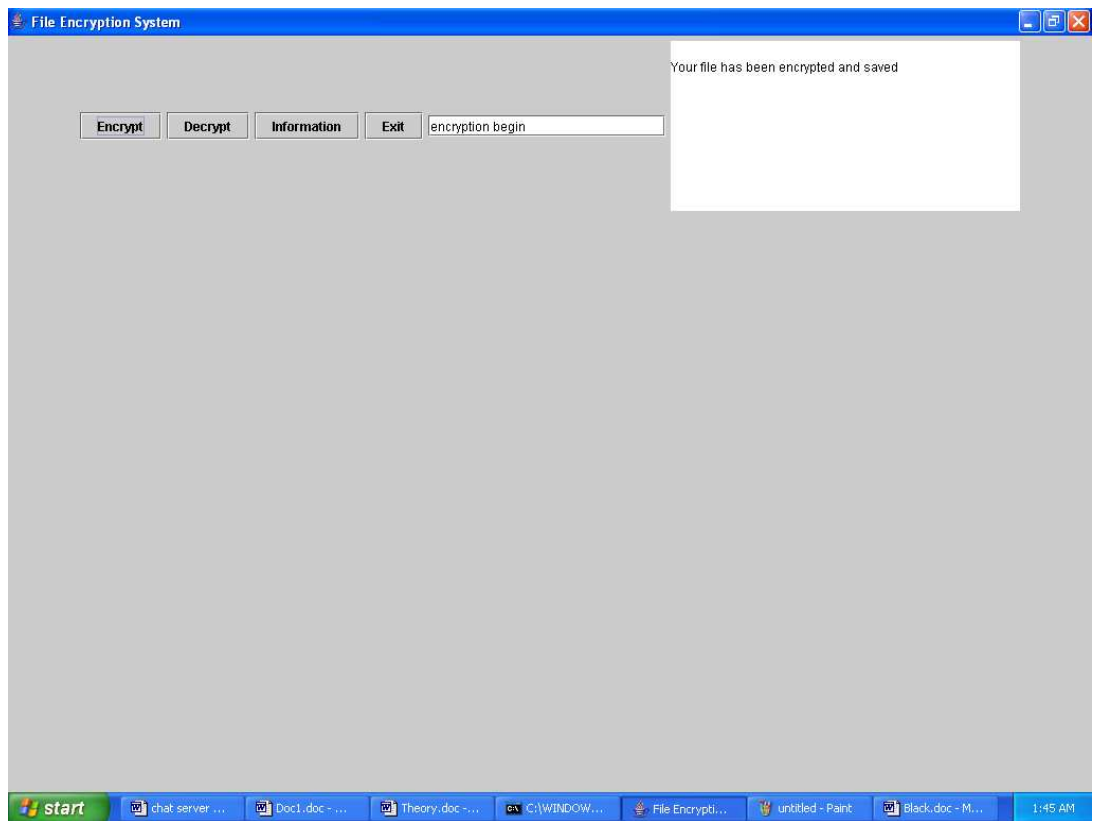 File Encryption System
Your file has been encrypted and saved
Encrypt Decrypt Information Exit encryption begin
start chat server ... Doc1.doc - ... Theory.doc -... C:\WINDOW... File Encrypti... untitled - Paint Black.doc - M... 1:45 AM